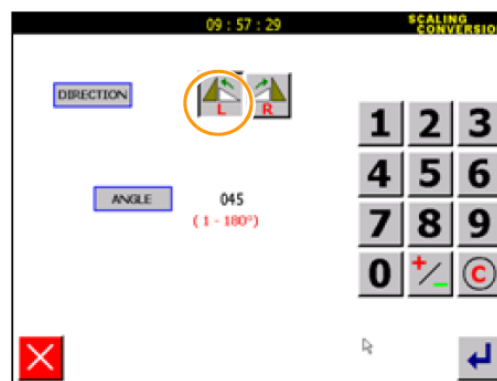 09 : 57 : 29
SCALING
CONVERSIO
DIRECTION
L R
1 2 3
4 5 6
ANGLE 045
( 1 - 180°)
7 8 9
0 +/- C